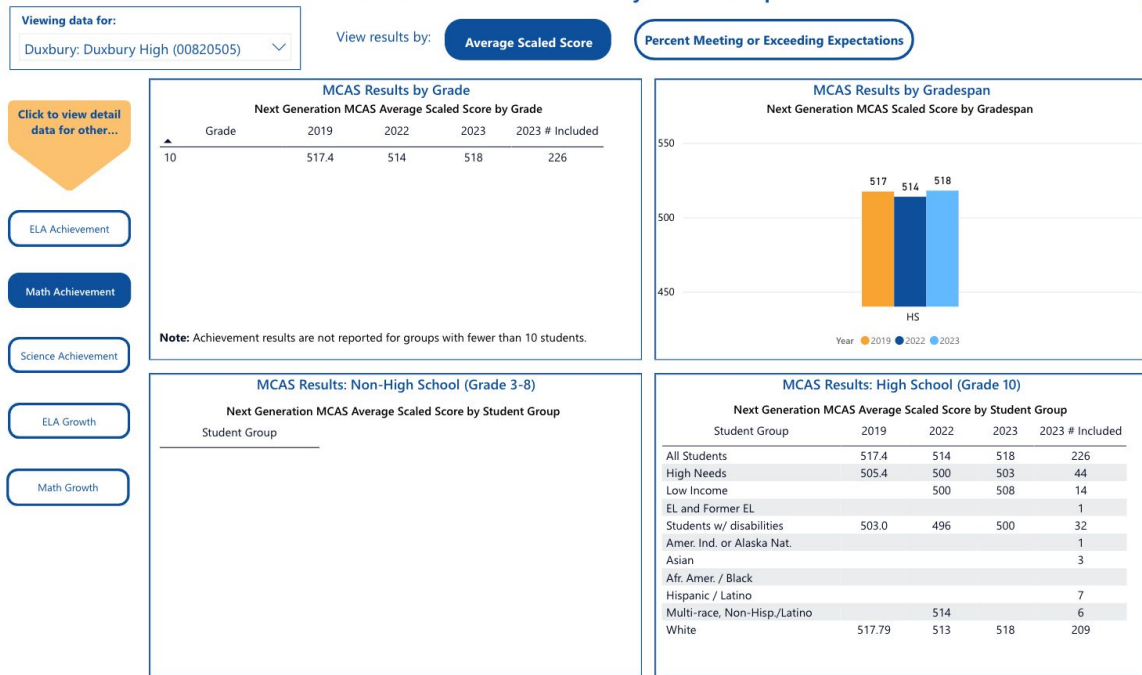 Viewing data for:
Duxbury: Duxbury High (00820505)
View results by:
Average Scaled Score
Percent Meeting or Exceeding Expectations
Click to view detail
data for other...
ELA Achievement
Math Achievement
Science Achievement
ELA Growth
Math Growth
MCAS Results by Grade
Next Generation MCAS Average Scaled Score by Grade
Grade 2019 2022 2023 2023 # Included
10 517.4 514 518 226
Note: Achievement results are not reported for groups with fewer than 10 students.
MCAS Results by Gradespan
Next Generation MCAS Scaled Score by Gradespan
550
500
450
517 514 518
HS
Year 2019 2022 2023
MCAS Results: Non-High School (Grade 3-8)
Next Generation MCAS Average Scaled Score by Student Group
Student Group
MCAS Results: High School (Grade 10)
Next Generation MCAS Average Scaled Score by Student Group
Student Group 2019 2022 2023 2023 # Included
All Students 517.4 514 518 226
High Needs 505.4 500 503 44
Low Income 500 508 14
EL and Former EL 1
Students w/ disabilities 503.0 496 500 32
Amer. Ind. or Alaska Nat. 1
Asian 3
Afr. Amer. / Black
Hispanic / Latino 7
Multi-race, Non-Hisp./Latino 514 6
White 517.79 513 518 209